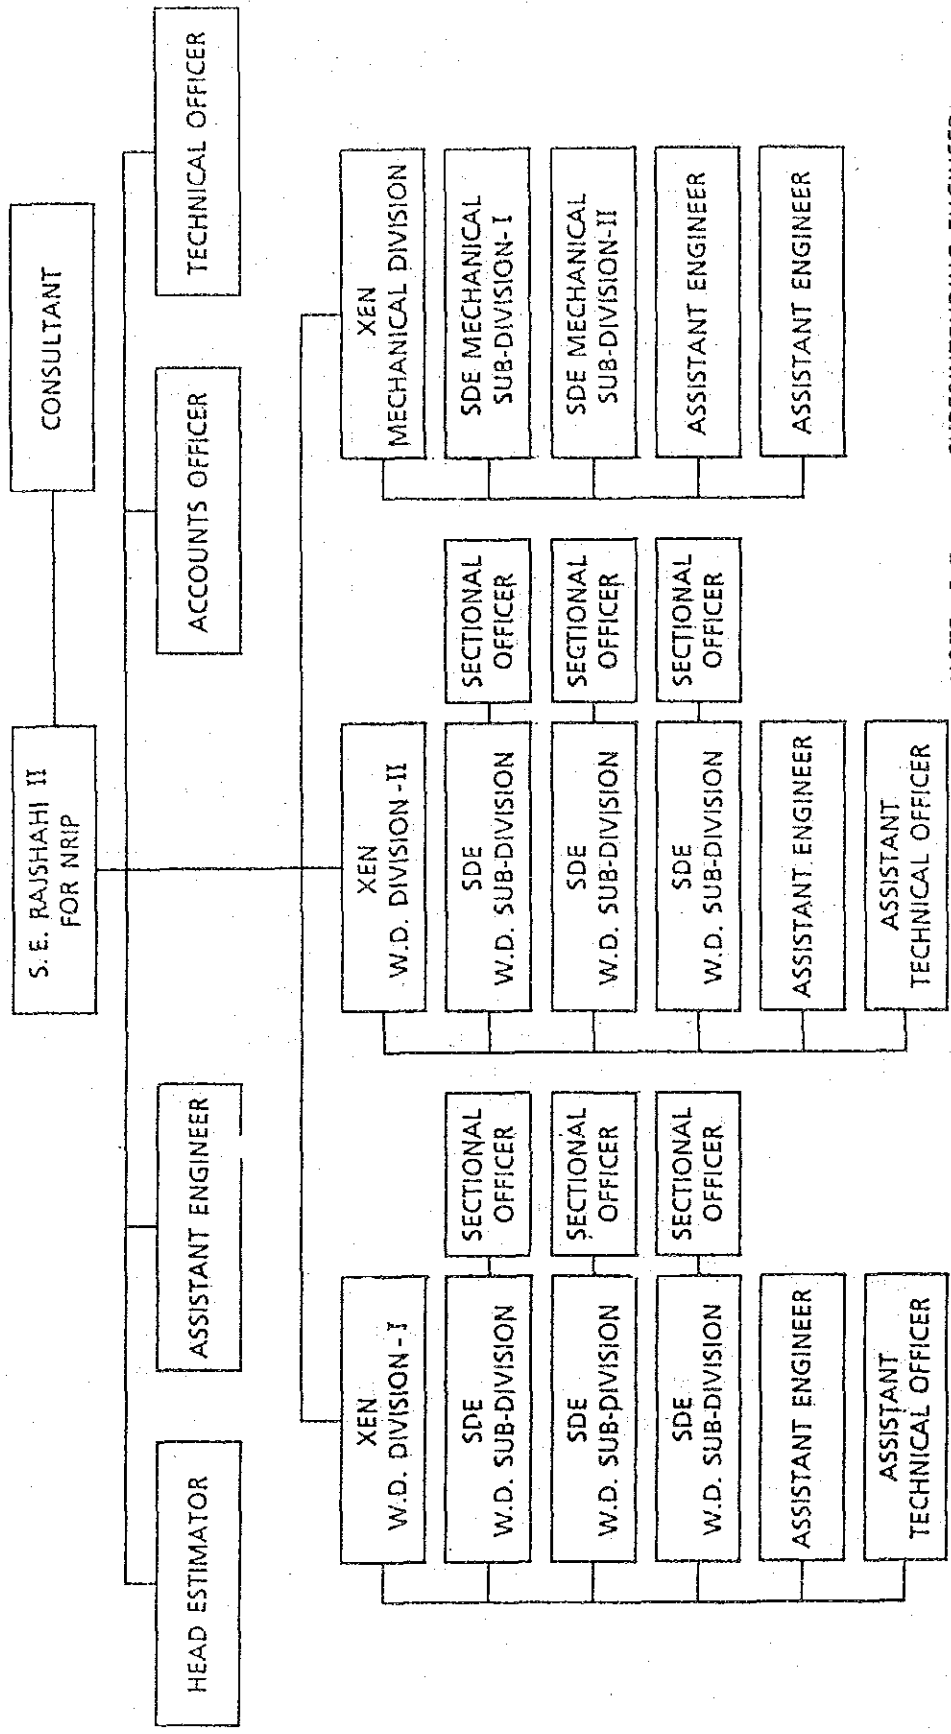 S. E. RAJSHAHI II
FOR NRIP
CONSULTANT
HEAD ESTIMATOR
ASSISTANT ENGINEER
ACCOUNTS OFFICER
TECHNICAL OFFICER
XEN
W.D. DIVISION - I
SDE
W.D. SUB-DIVISION
SECTIONAL
OFFICER
SDE
W.D. SUB-DIVISION
SECTIONAL
OFFICER
SDE
W.D. SUB-DIVISION
SECTIONAL
OFFICER
ASSISTANT ENGINEER
ASSISTANT
TECHNICAL OFFICER
XEN
W.D. DIVISION -II
SDE
W.D. SUB-DIVISION
SECTIONAL
OFFICER
SDE
W.D. SUB-DIVISION
SECTIONAL
OFFICER
SDE
W.D. SUB-DIVISION
SECTIONAL
OFFICER
ASSISTANT ENGINEER
ASSISTANT
TECHNICAL OFFICER
XEN
MECHANICAL DIVISION
SDE MECHANICAL
SUB-DIVISION- I
SDE MECHANICAL
SUB-DIVISION-II
ASSISTANT ENGINEER
ASSISTANT ENGINEER